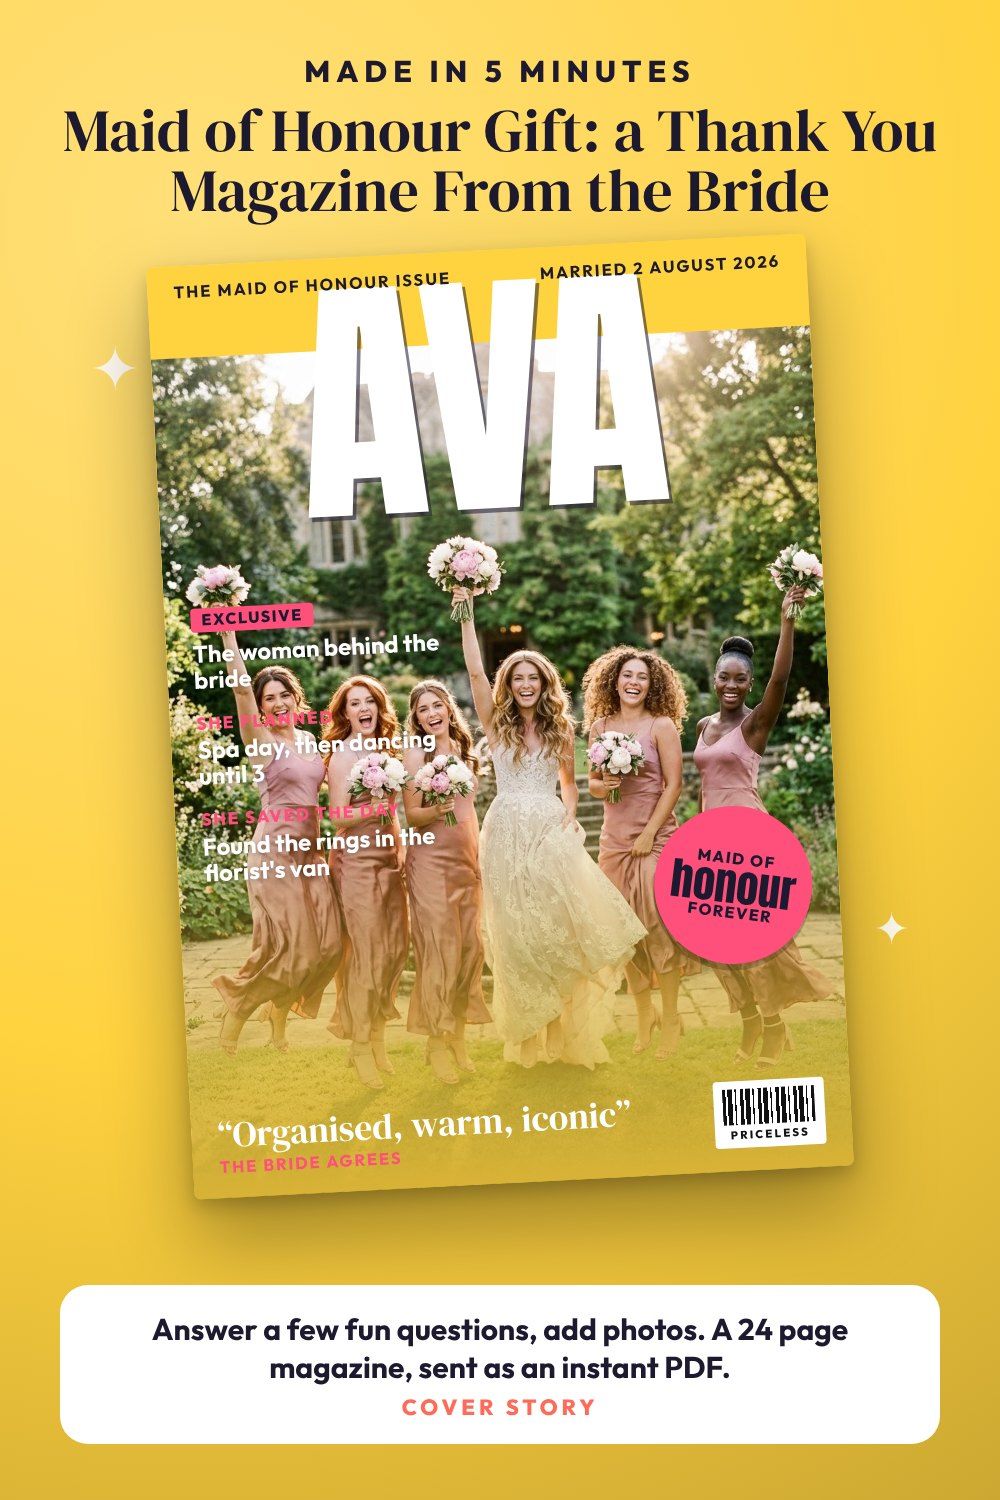 MADE IN 5 MINUTES
Maid of Honour Gift: a Thank You
Magazine From the Bride
THE MAID OF HONOUR ISSUE
MARRIED 2 AUGUST 2026
AVA
EXCLUSIVE
The woman behind the
bride
SHE PLANNED
Spa day, then dancing
until 3
SHE SAVED THE DAY
Found the rings in the
florist's van
MAID OF
honour
FOREVER
“Organised, warm, iconic”
THE BRIDE AGREES
PRICELESS
Answer a few fun questions, add photos. A 24 page
magazine, sent as an instant PDF.
COVER STORY